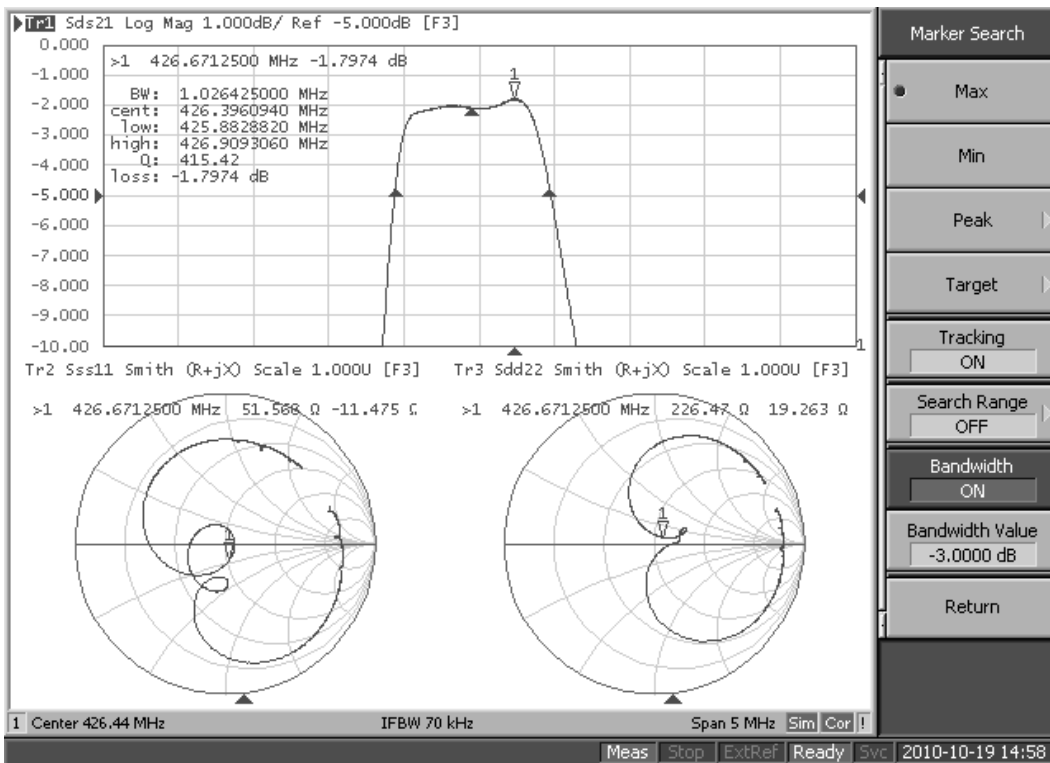 Tr1 Sds21 Log Mag 1.000dB/ Ref -5.000dB [F3]
0.000
-1.000
-2.000
-3.000
-4.000
-5.000
-6.000
-7.000
-8.000
-9.000
-10.00
>1 426.6712500 MHz -1.7974 dB
BW: 1.026425000 MHz
cent: 426.3960940 MHz
low: 425.8828820 MHz
high: 426.9093060 MHz
Q: 415.42
loss: -1.7974 dB
1
1
Tr2 Sss11 Smith (R+jX) Scale 1.000U [F3]
Tr3 Sdd22 Smith (R+jX) Scale 1.000U [F3]
>1 426.6712500 MHz 51.568 Ω -11.475 Ω
>1 426.6712500 MHz 226.47 Ω 19.263 Ω
1
1
1 Center 426.44 MHz
IFBW 70 kHz
Span 5 MHz Sim Cor !
Meas Stop ExtRef Ready Svc 2010-10-19 14:58
Marker Search
Max
Min
Peak
Target
Tracking
ON
Search Range
OFF
Bandwidth
ON
Bandwidth Value
-3.0000 dB
Return